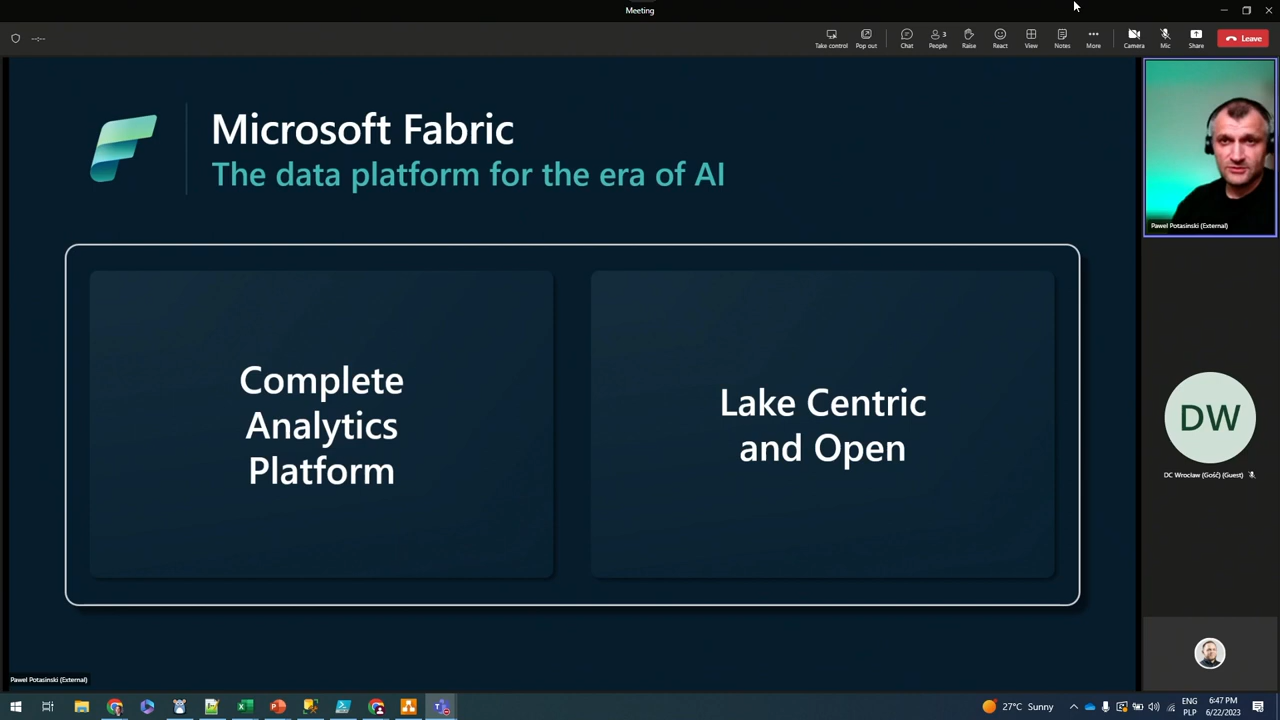 Meeting
--:--
Take control
Pop out
Chat
People
3
Raise
React
View
Notes
More
Camera
Mic
Share
Leave
Microsoft Fabric
The data platform for the era of AI
Complete
Analytics
Platform
Lake Centric
and Open
Pawel Potasinski (External)
DW
DC Wrocław (Gość) (Guest)
Pawel Potasinski (External)
27°C Sunny
ENG
PLP
6:47 PM
6/22/2023